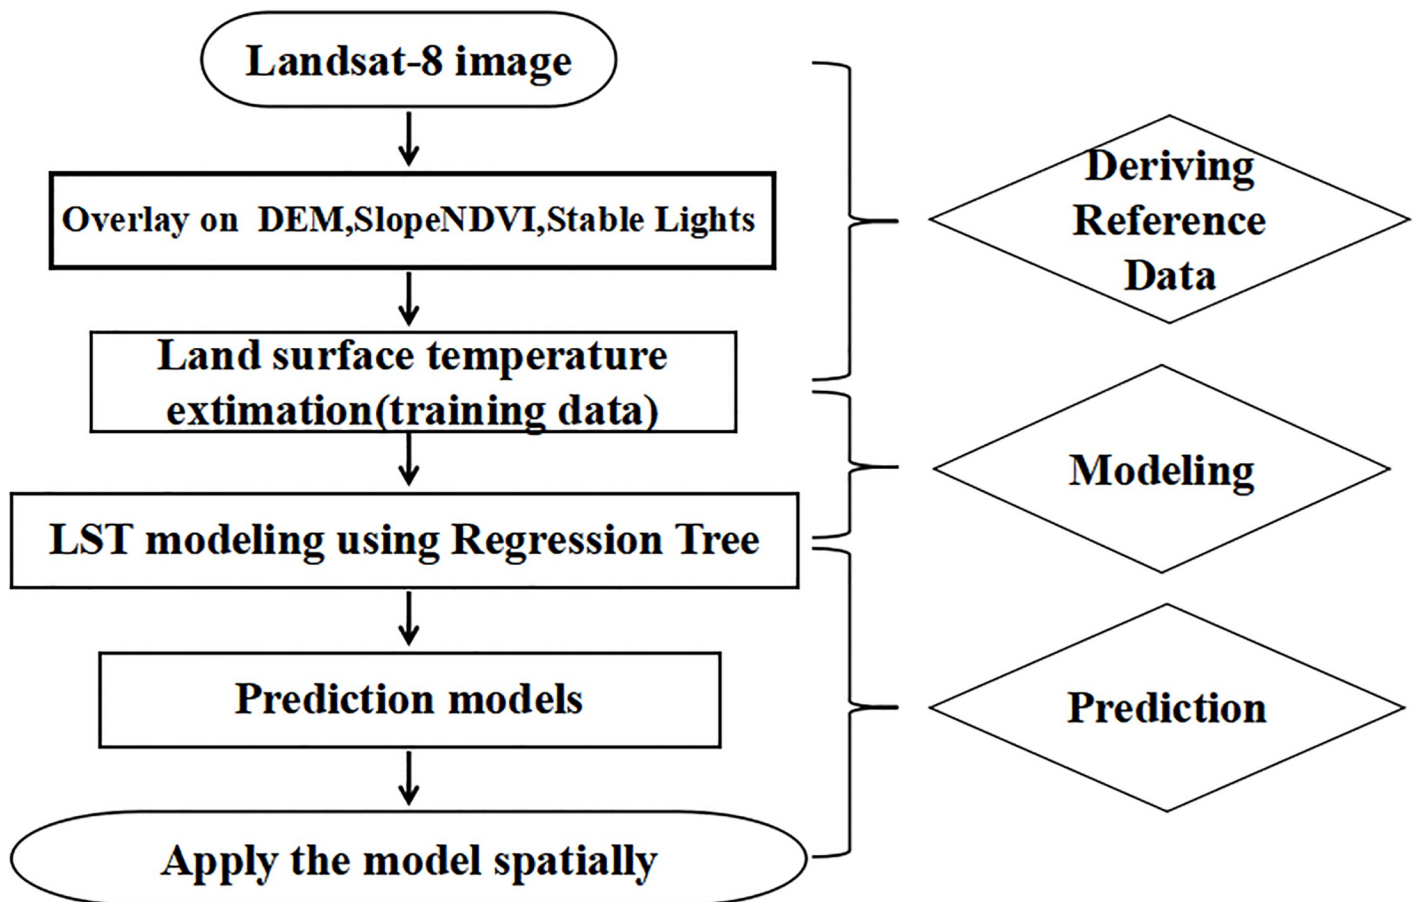 Landsat-8 image
Overlay on DEM,SlopeNDVI,Stable Lights
Land surface temperature
extimation(training data)
LST modeling using Regression Tree
Prediction models
Apply the model spatially
Deriving
Reference
Data
Modeling
Prediction